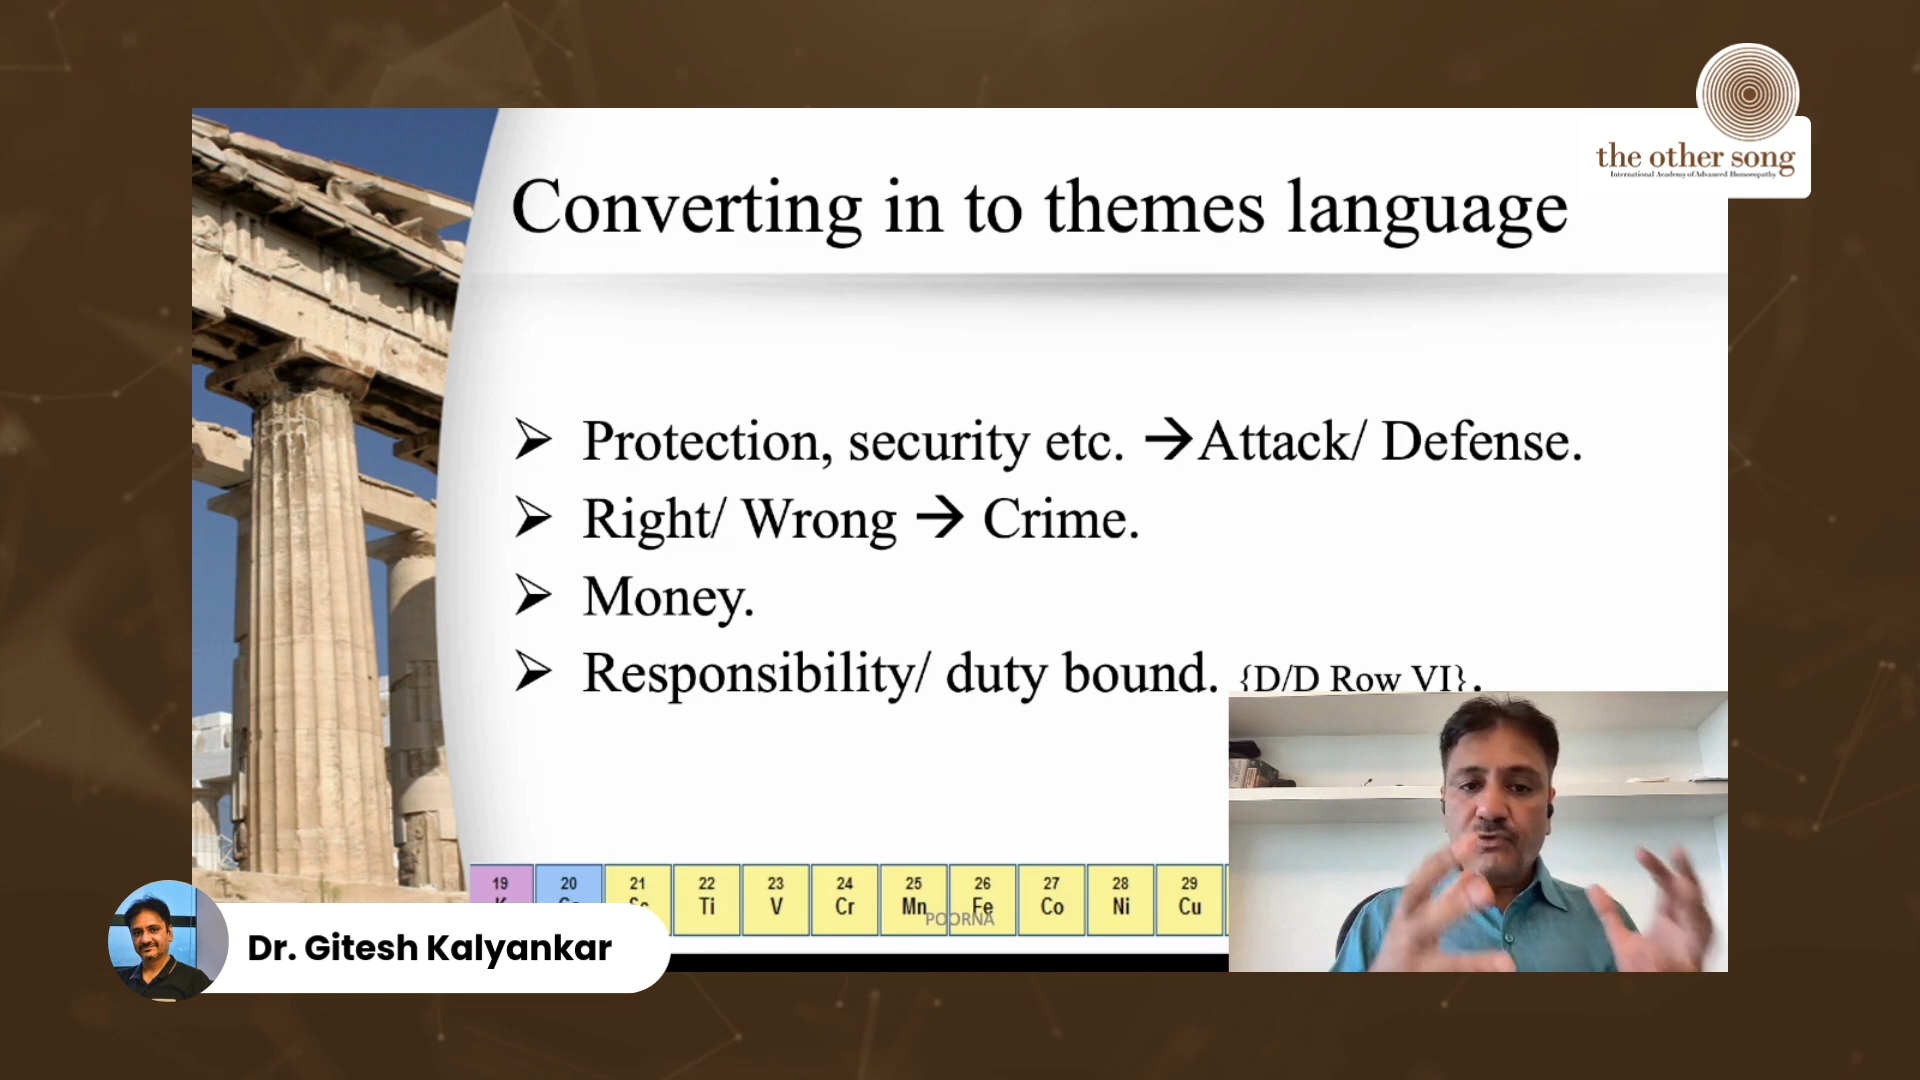 the other song
International Academy of Advanced Homoeopathy
Converting in to themes language
➢ Protection, security etc. →Attack/ Defense.
➢ Right/ Wrong → Crime.
➢ Money.
➢ Responsibility/ duty bound. {D/D Row VI}.
19 20 21 22 23 24 25 26 27 28 29
Ti V Cr Mn Fe Co Ni Cu
POORNA
Dr. Gitesh Kalyankar